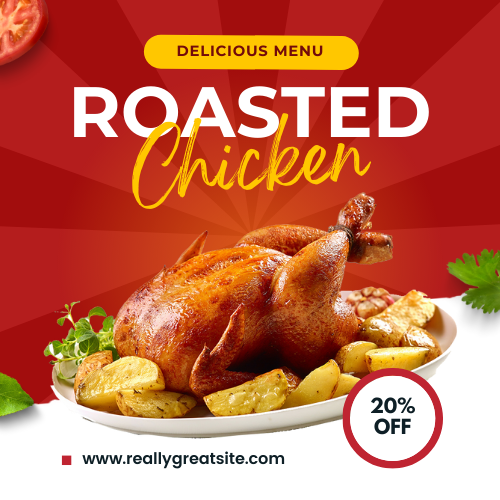 DELICIOUS MENU
ROASTED
Chicken
20%
OFF
www.reallygreatsite.com